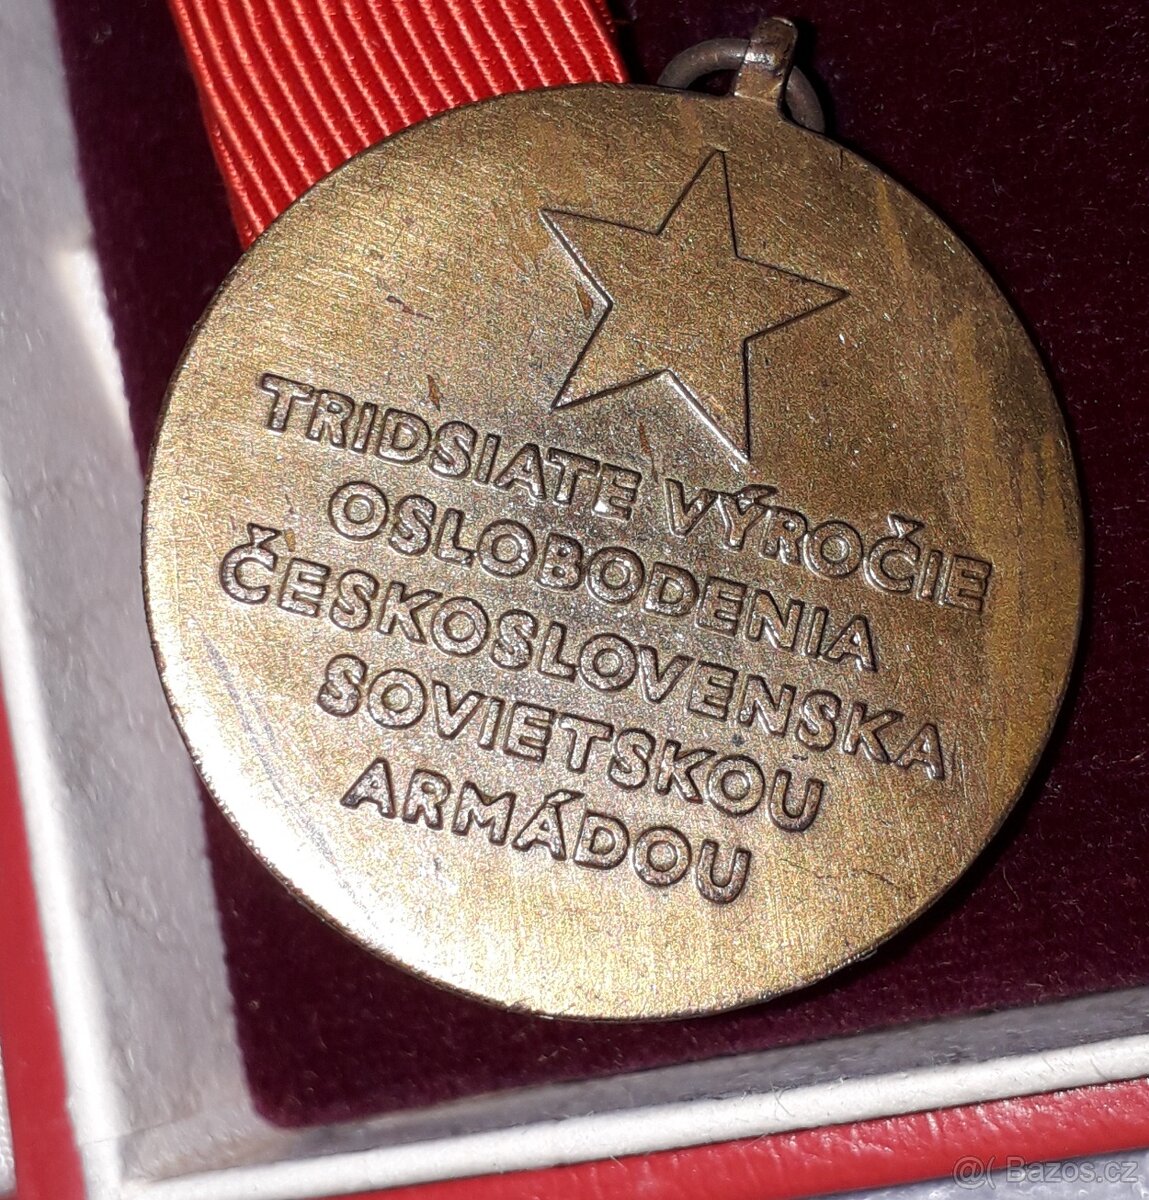 TRIDSIATE VÝROČIE
OSLOBODENIA
ČESKOSLOVENSKA
SOVIETSKOU
ARMÁDOU
@( Bazos.cz